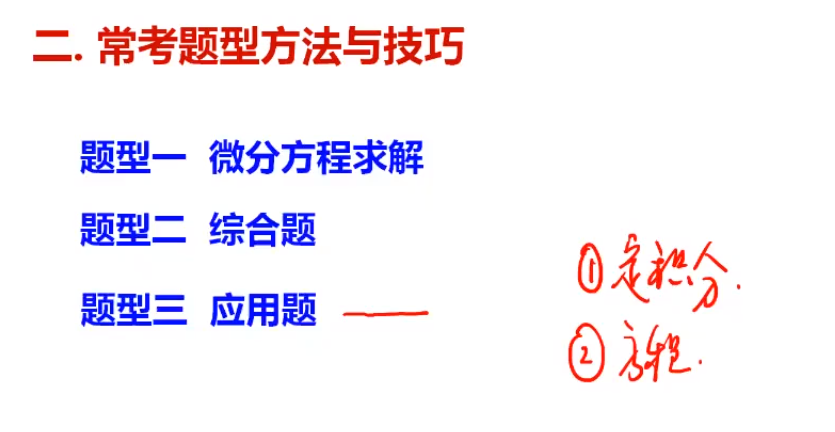 二. 常考题型方法与技巧
题型一 微分方程求解
题型二 综合题
题型三 应用题
① 定积分.
② 方程.